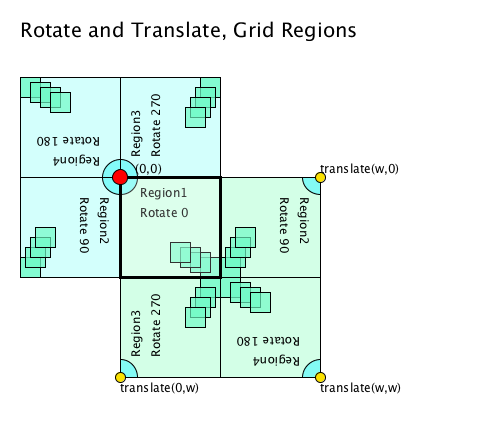 Rotate and Translate, Grid Regions
Region4
Rotate 180
Region3
Rotate 270
(0,0)
translate(w,0)
Region1
Rotate 0
Region2
Rotate 90
Region2
Rotate 90
Region3
Rotate 270
Region4
Rotate 180
translate(0,w)
translate(w,w)